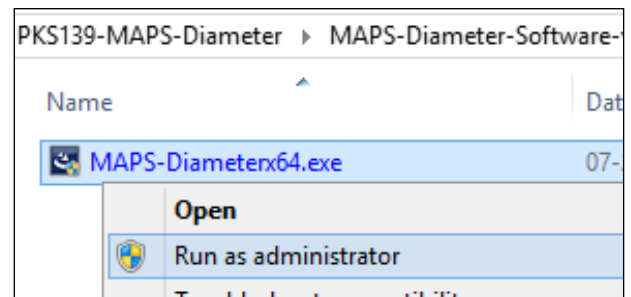 PKS139-MAPS-Diameter ▸ MAPS-Diameter-Software-
Name Dat
MAPS-Diameterx64.exe 07-
Open
Run as administrator